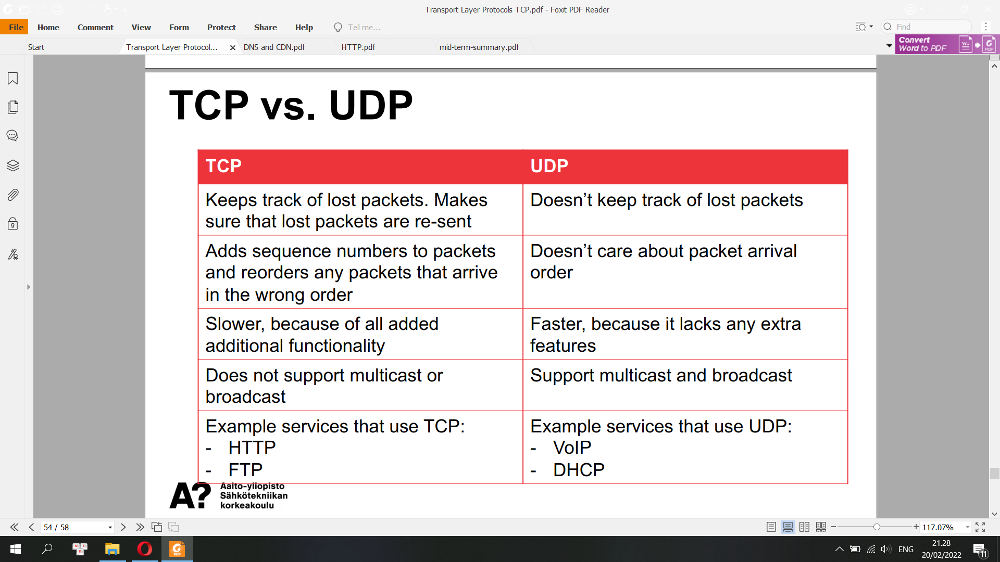 Transport Layer Protocols TCP.pdf - Foxit PDF Reader
File Home Comment View Form Protect Share Help Tell me... Find
Start Transport Layer Protocol... DNS and CDN.pdf HTTP.pdf mid-term-summary.pdf
Convert
Word to PDF
TCP vs. UDP
TCP
UDP
Keeps track of lost packets. Makes
sure that lost packets are re-sent
Doesn’t keep track of lost packets
Adds sequence numbers to packets
and reorders any packets that arrive
in the wrong order
Doesn’t care about packet arrival
order
Slower, because of all added
additional functionality
Faster, because it lacks any extra
features
Does not support multicast or
broadcast
Support multicast and broadcast
Example services that use TCP:
- HTTP
- FTP
Example services that use UDP:
- VoIP
- DHCP
A?
Aalto-yliopisto
Sähkötekniikan
korkeakoulu
54 / 58
117.07%
ENG
21.28
20/02/2022
11